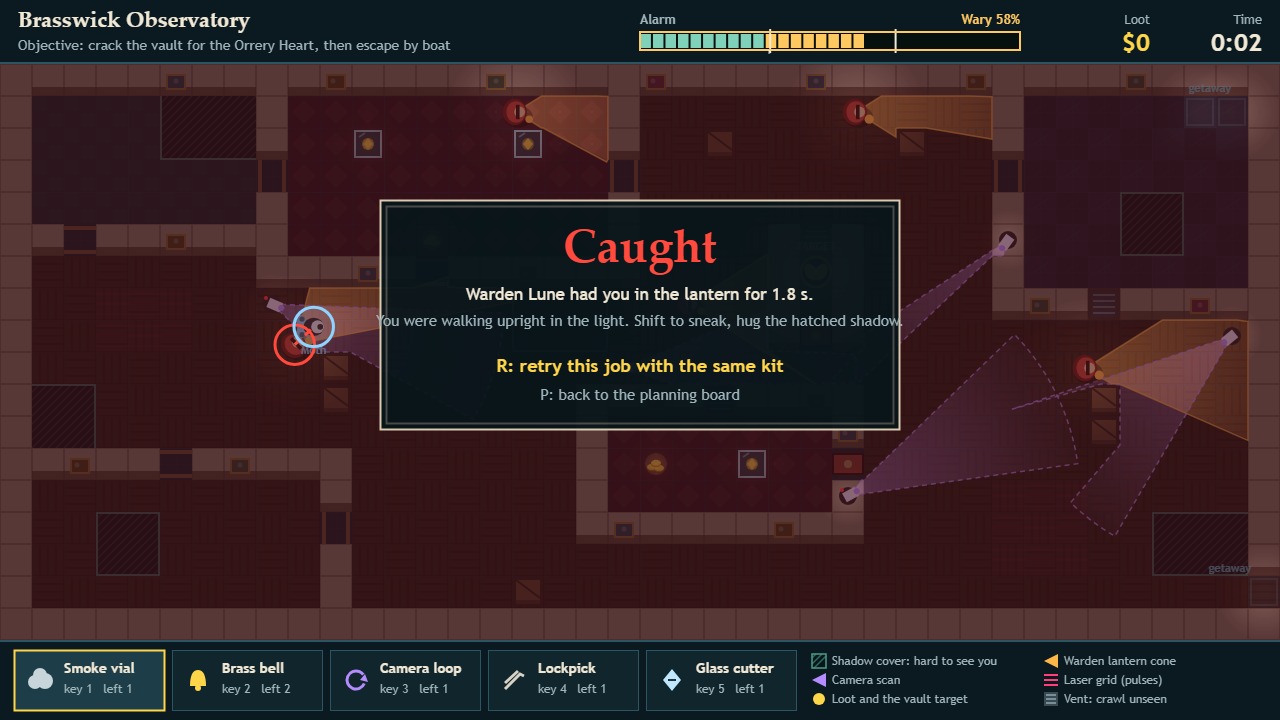 Brasswick Observatory
Objective: crack the vault for the Orrery Heart, then escape by boat
Alarm
Wary 58%
Loot
$0
Time
0:02
getaway
Caught
Warden Lune had you in the lantern for 1.8 s.
You were walking upright in the light. Shift to sneak, hug the hatched shadow.
R: retry this job with the same kit
P: back to the planning board
Moth
getaway
Smoke vial
key 1 left 1
Brass bell
key 2 left 2
Camera loop
key 3 left 1
Lockpick
key 4 left 1
Glass cutter
key 5 left 1
Shadow cover: hard to see you
Camera scan
Loot and the vault target
Warden lantern cone
Laser grid (pulses)
Vent: crawl unseen